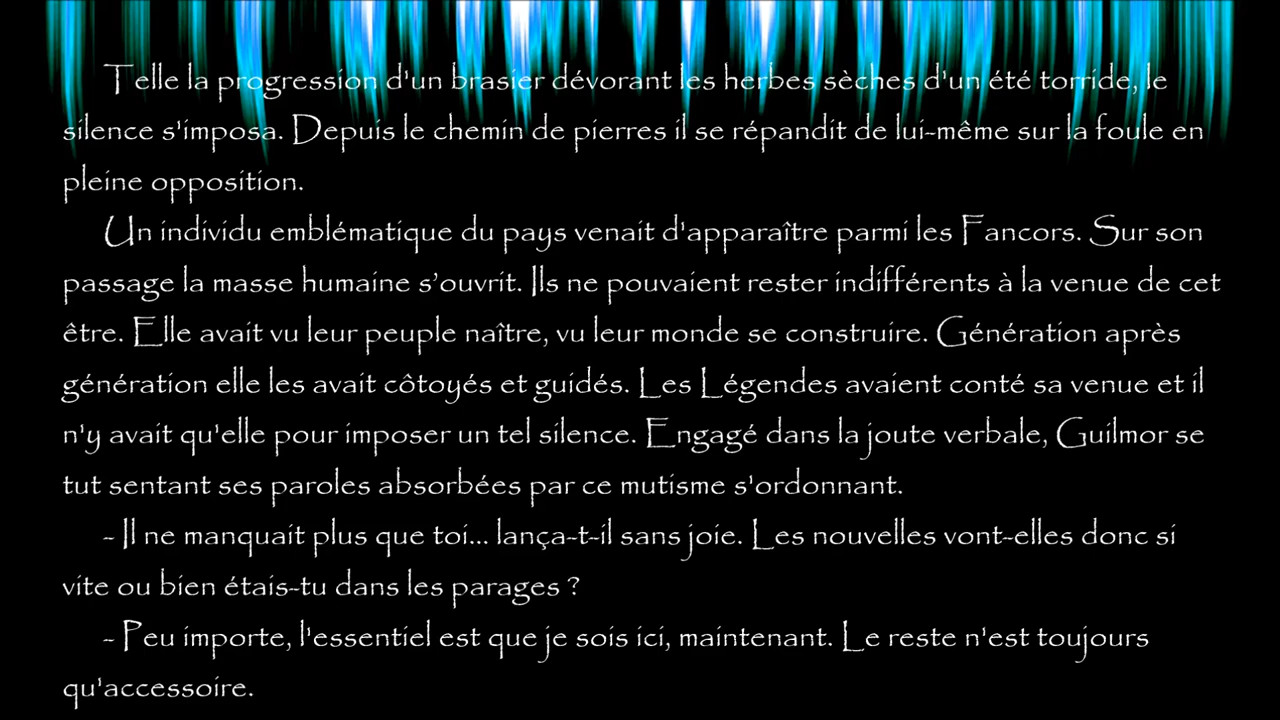 Telle la progression d'un brasier dévorant les herbes sèches d'un été torride, le
silence s'imposa. Depuis le chemin de pierres il se répandit de lui-même sur la foule en
pleine opposition.
Un individu emblématique du pays venait d'apparaître parmi les Fancors. Sur son
passage la masse humaine s’ouvrit. Ils ne pouvaient rester indifférents à la venue de cet
être. Elle avait vu leur peuple naître, vu leur monde se construire. Génération après
génération elle les avait côtoyés et guidés. Les Légendes avaient conté sa venue et il
n'y avait qu'elle pour imposer un tel silence. Engagé dans la joute verbale, Guilmor se
tut sentant ses paroles absorbées par ce mutisme s'ordonnant.
- Il ne manquait plus que toi... lança-t-il sans joie. Les nouvelles vont-elles donc si
vite ou bien étais-tu dans les parages ?
- Peu importe, l'essentiel est que je sois ici, maintenant. Le reste n'est toujours
qu'accessoire.